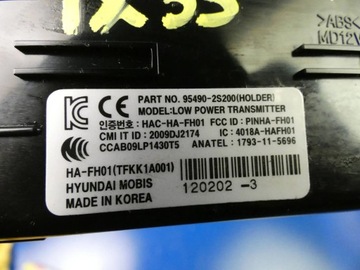 IX35
>ABS<
MD12V
PART NO. 95490-2S200(HOLDER)
MODEL:LOW POWER TRANSMITTER
인증번호: HAC-HA-FH01 FCC ID: PINHA-FH01
CMI IT ID: 2009DJ2174 IC: 4018A-HAFH01
CCAB09LP1430T5 ANATEL: 1793-11-5696
HA-FH01(TFKK1A001)
HYUNDAI MOBIS
MADE IN KOREA
120202 -3